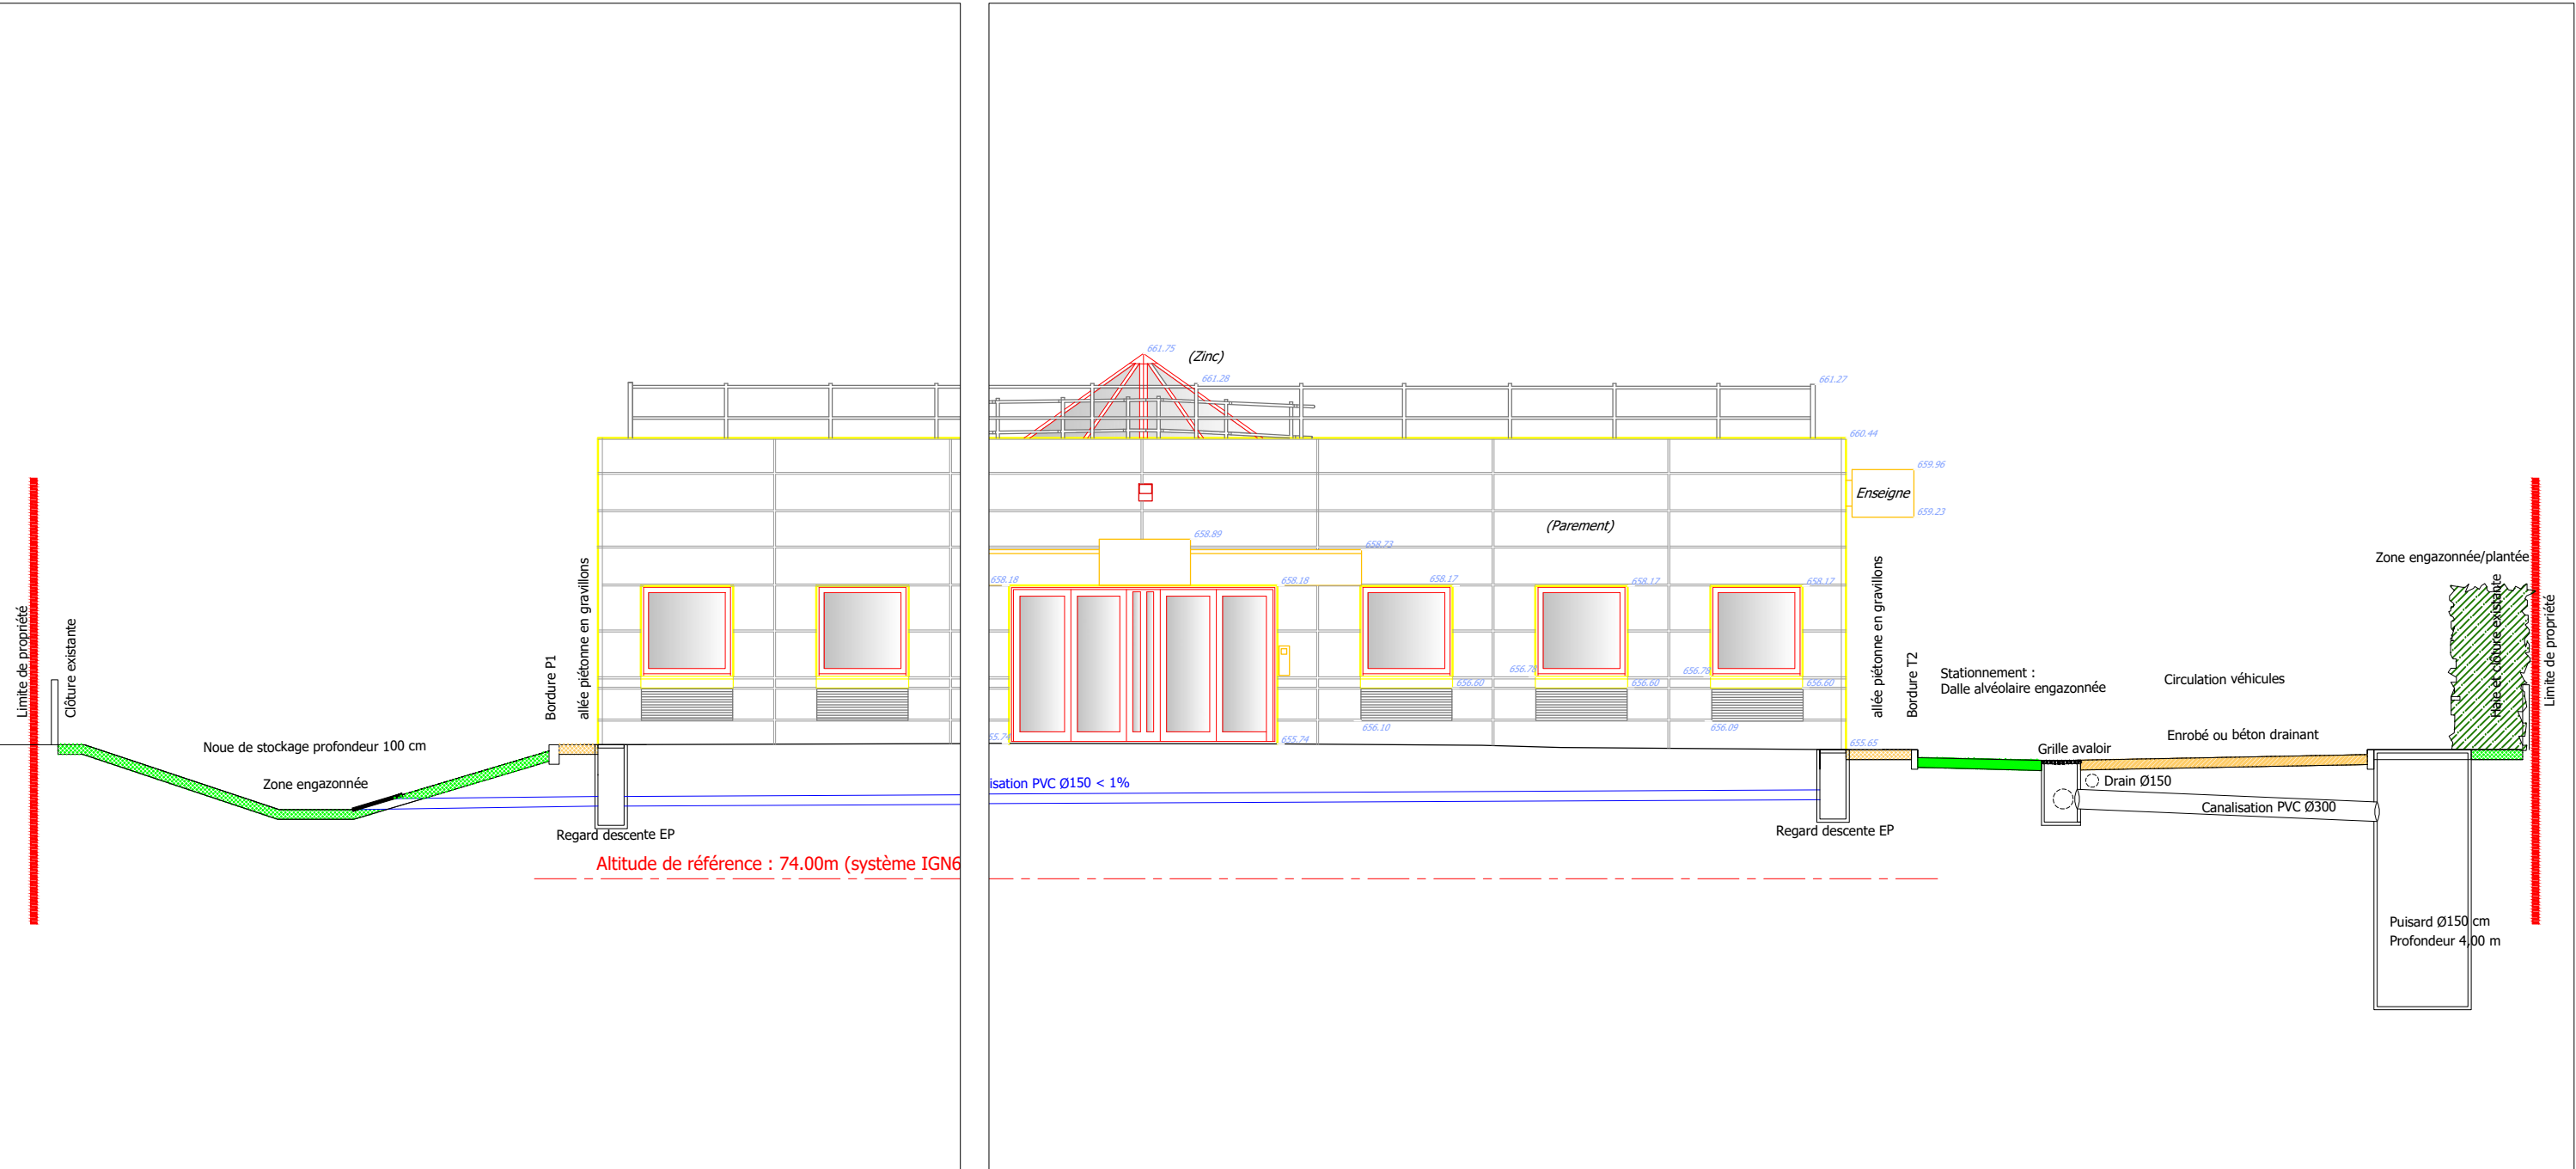 Limite de propriété
Clôture existante
Noue de stockage profondeur 100 cm
Zone engazonnée
Bordure P1
allée piétonne en gravillons
Regard descente EP
Altitude de référence : 74.00m (système IGN6
661.75
(Zinc)
661.28
661.27
660.44
659.96
Enseigne
659.23
(Parement)
658.89
658.73
658.18
658.18
658.17
658.17
658.17
656.78
656.78
656.60
656.60
656.60
656.10
656.09
55.74
655.74
655.65
isation PVC Ø150 < 1%
Regard descente EP
allée piétonne en gravillons
Bordure T2
Stationnement :
Dalle alvéolaire engazonnée
Circulation véhicules
Enrobé ou béton drainant
Grille avaloir
Drain Ø150
Canalisation PVC Ø300
Zone engazonnée/plantée
Haie et clôture existante
Limite de propriété
Puisard Ø150 cm
Profondeur 4,00 m